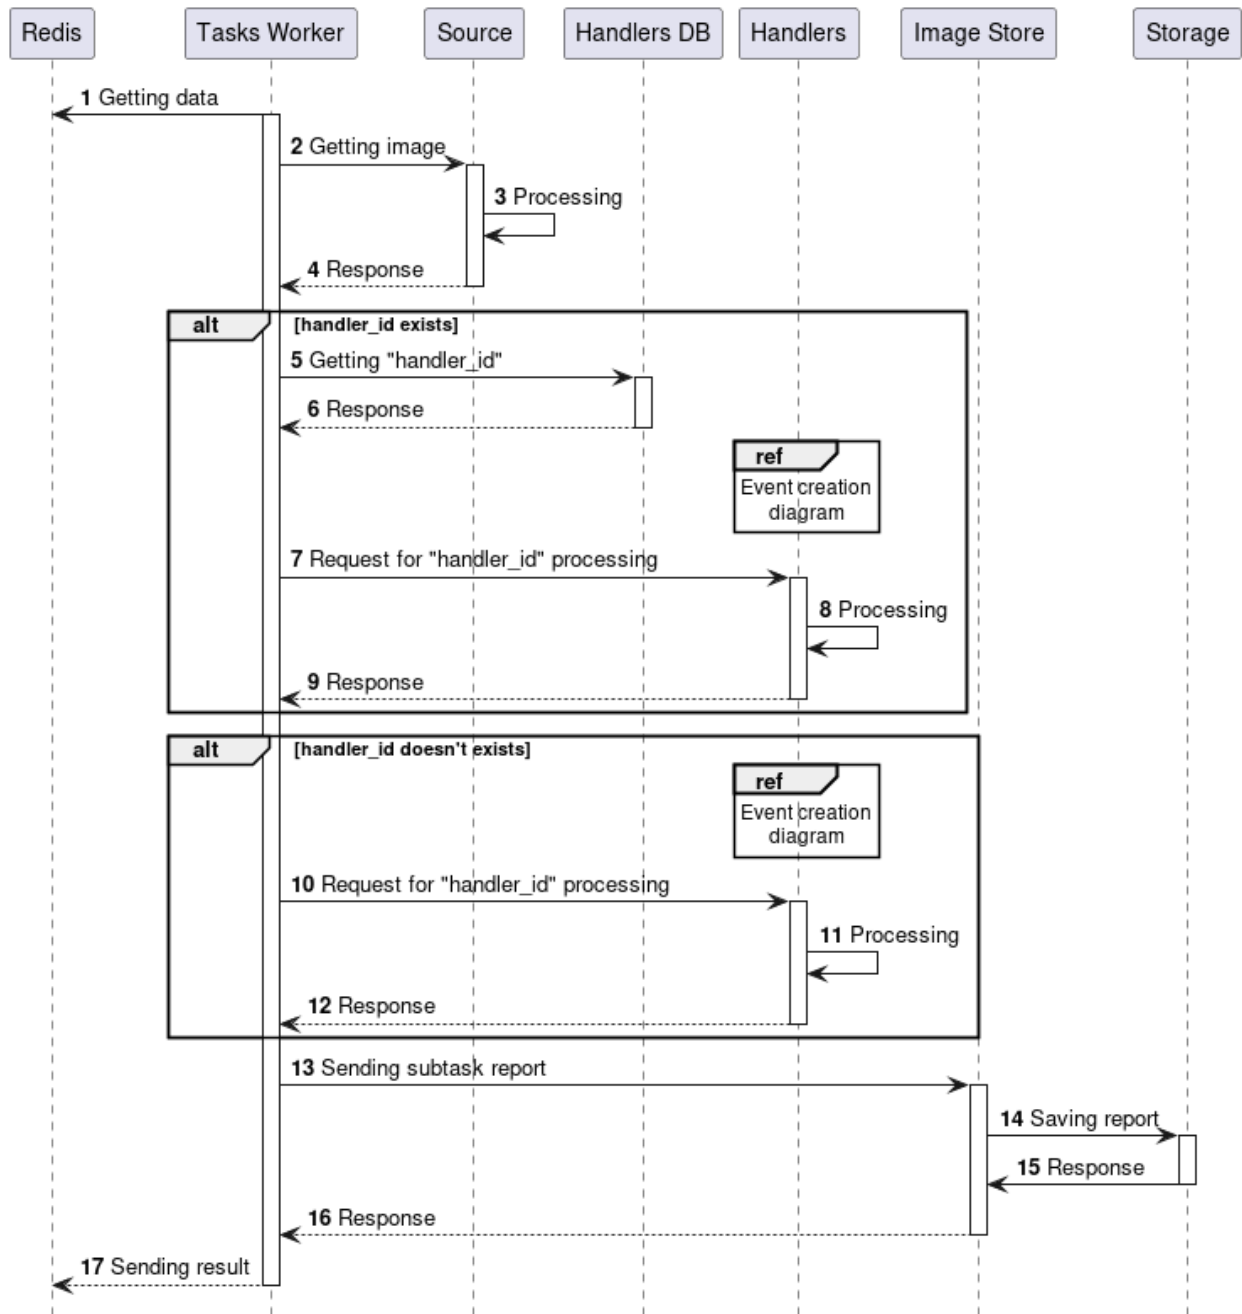 Redis
Tasks Worker
Source
Handlers DB
Handlers
Image Store
Storage
1 Getting data
2 Getting image
3 Processing
4 Response
alt
[handler_id exists]
5 Getting "handler_id"
6 Response
ref
Event creation
diagram
7 Request for "handler_id" processing
8 Processing
9 Response
alt
[handler_id doesn't exists]
ref
Event creation
diagram
10 Request for "handler_id" processing
11 Processing
12 Response
13 Sending subtask report
14 Saving report
15 Response
16 Response
17 Sending result